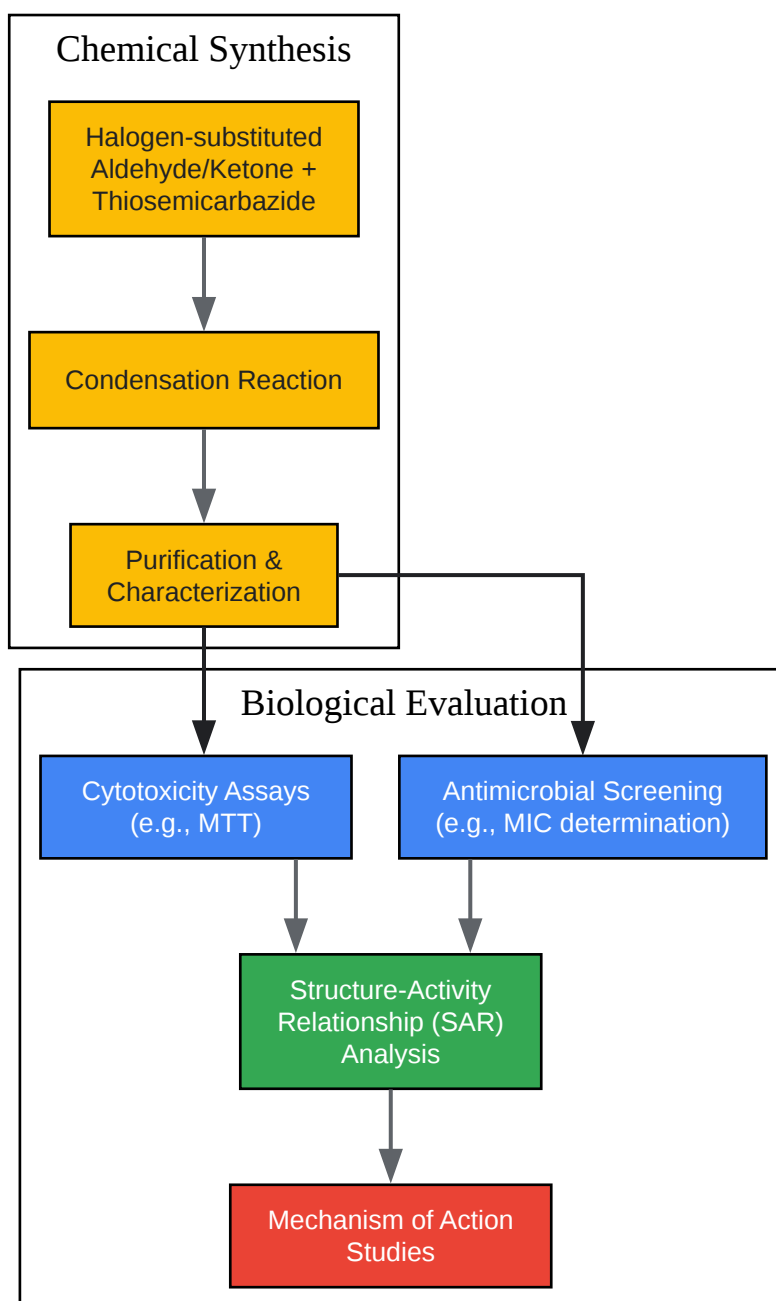 Chemical Synthesis
Halogen-substituted
Aldehyde/Ketone +
Thiosemicarbazide
Condensation Reaction
Purification &
Characterization
Biological Evaluation
Cytotoxicity Assays
(e.g., MTT)
Antimicrobial Screening
(e.g., MIC determination)
Structure-Activity
Relationship (SAR)
Analysis
Mechanism of Action
Studies